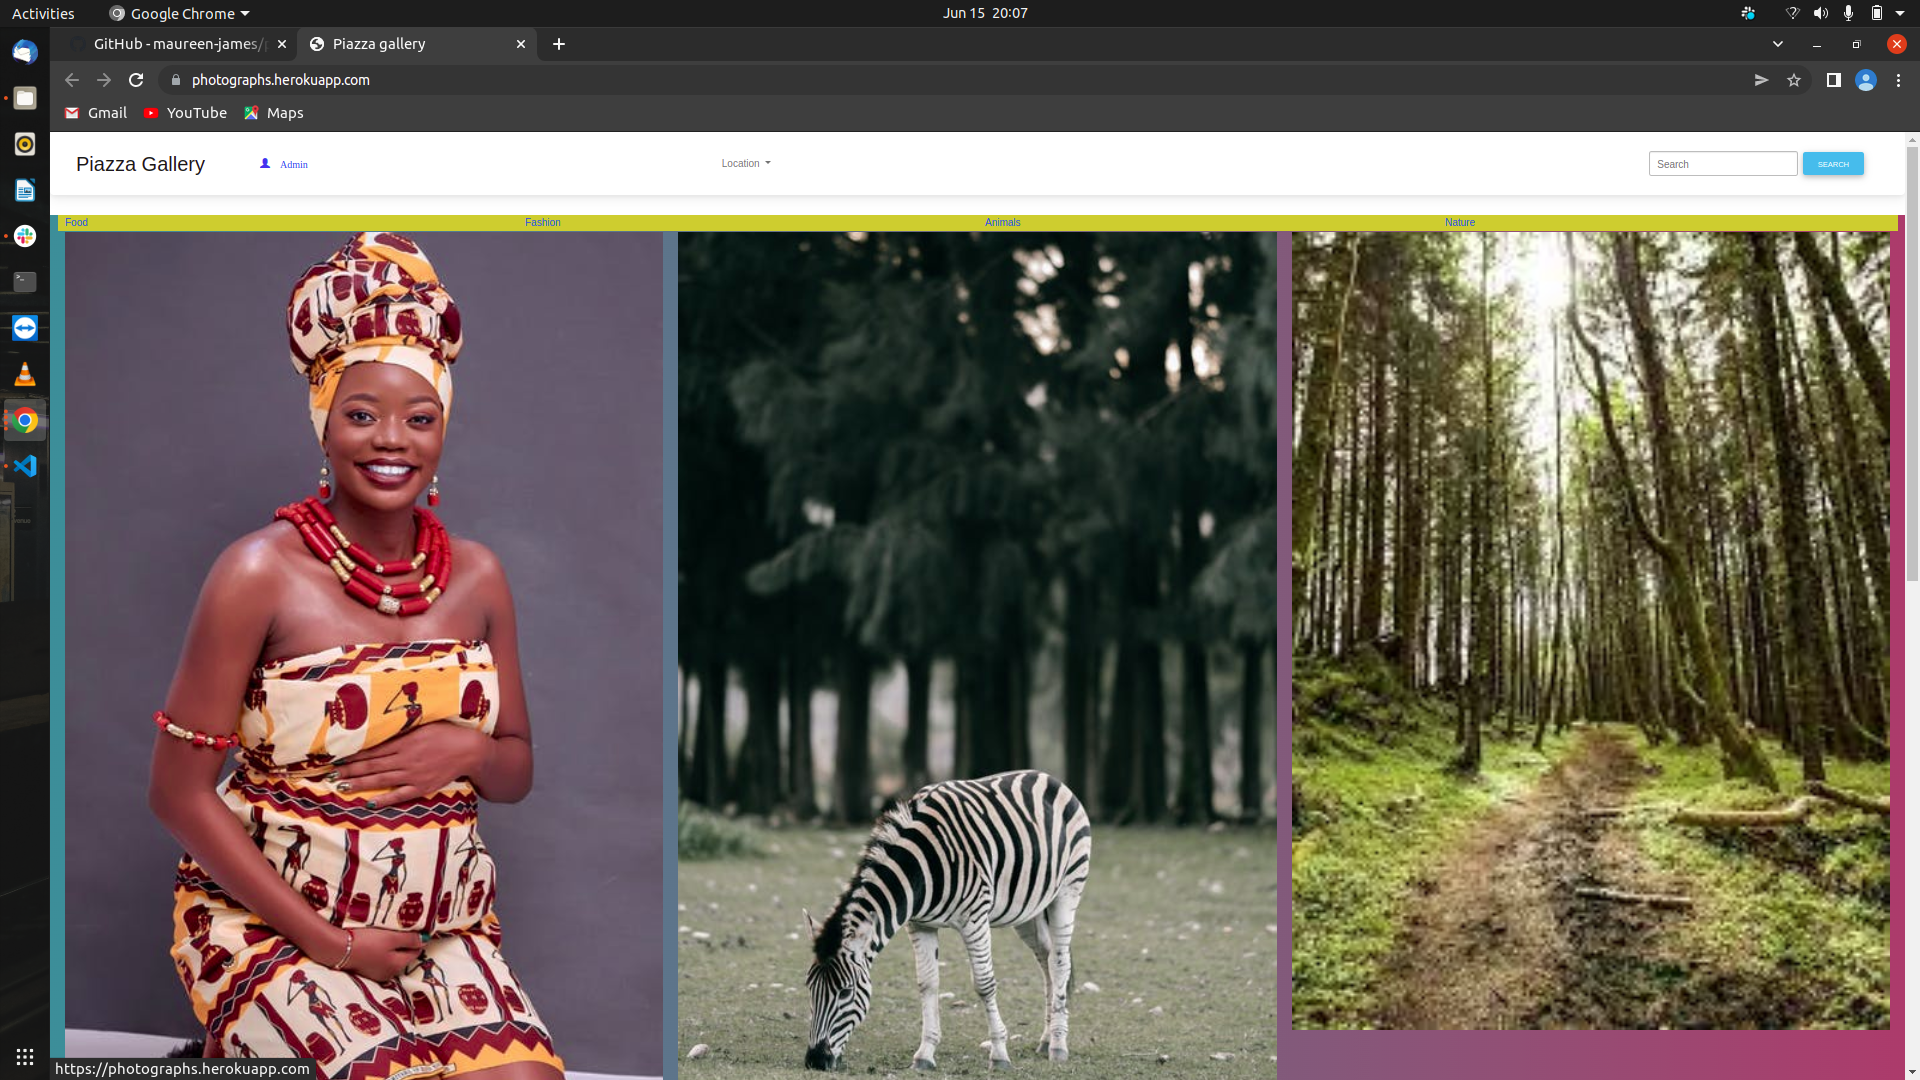 Activities
Google Chrome
Jun 15 20:07
GitHub - maureen-james/p
Piazza gallery
photographs.herokuapp.com
Gmail
YouTube
Maps
Piazza Gallery
Admin
Location
Search
SEARCH
Food
Fashion
Animals
Nature
https://photographs.herokuapp.com